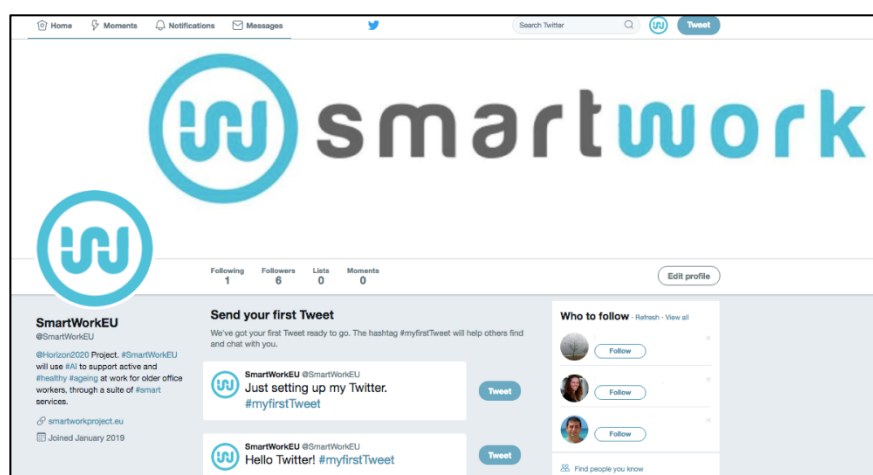 Home Moments Notifications Messages Search Twitter Tweet
smartwork
Following Followers Lists Moments
1 6 0 0
Edit profile
SmartWorkEU
@SmartWorkEU
@Horizon2020 Project. #SmartWorkEU
will use #AI to support active and
#healthy #ageing at work for older office
workers, through a suite of #smart
services.
smartworkproject.eu
Joined January 2019
Send your first Tweet
We've got your first Tweet ready to go. The hashtag #myfirstTweet will help others find
and chat with you.
SmartWorkEU @SmartWorkEU
Just setting up my Twitter.
#myfirstTweet
Tweet
SmartWorkEU @SmartWorkEU
Hello Twitter! #myfirstTweet
Tweet
Who to follow · Refresh · View all
Follow
Follow
Follow
Find people you know